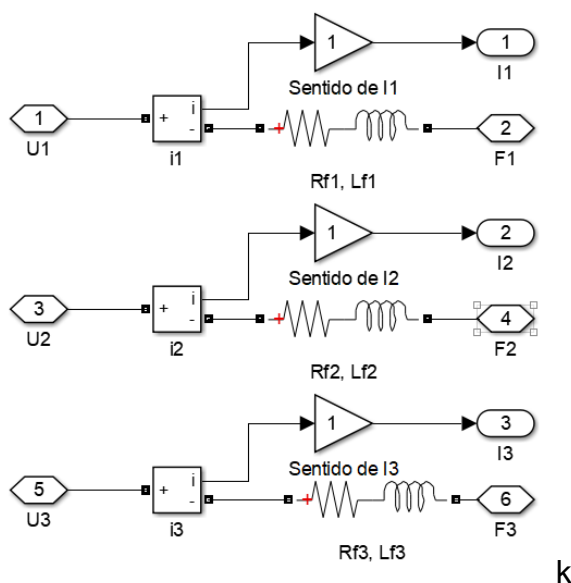 1
1
I1
Sentido de I1
1
+
i
-
+
2
U1
i1
F1
Rf1, Lf1
1
2
I2
Sentido de I2
3
+
i
-
+
4
U2
i2
F2
Rf2, Lf2
1
3
I3
Sentido de I3
5
+
i
-
+
6
U3
i3
F3
Rf3, Lf3
k